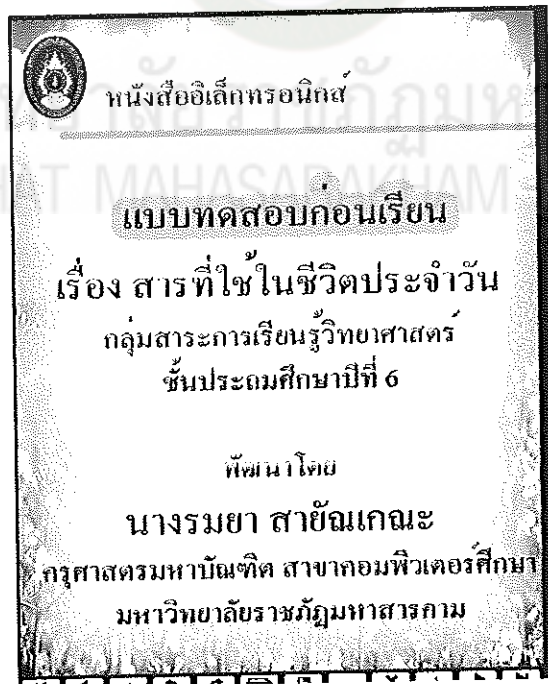 หนังสืออิเล็กทรอนิกส์
แบบทดสอบก่อนเรียน
เรื่อง สารที่ใช้ในชีวิตประจำวัน
กลุ่มสาระการเรียนรู้วิทยาศาสตร์
ชั้นประถมศึกษาปีที่ 6
พัฒนาโดย
นางรมยา สายัณเกณะ
ครุศาสตรมหาบัณฑิต สาขาคอมพิวเตอร์ศึกษา
มหาวิทยาลัยราชภัฏมหาสารคาม